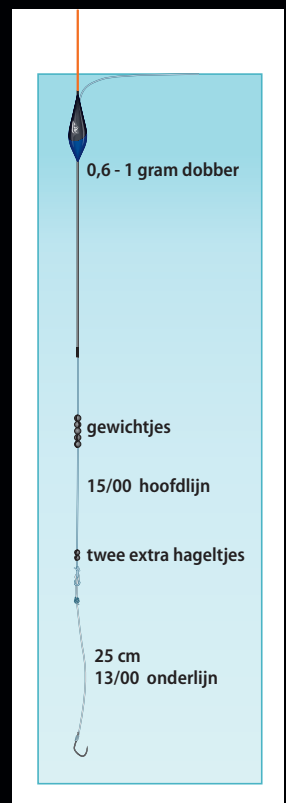 0,6 - 1 gram dobber
gewichtjes
15/00 hoofdlijn
twee extra hageltjes
25 cm
13/00 onderlijn